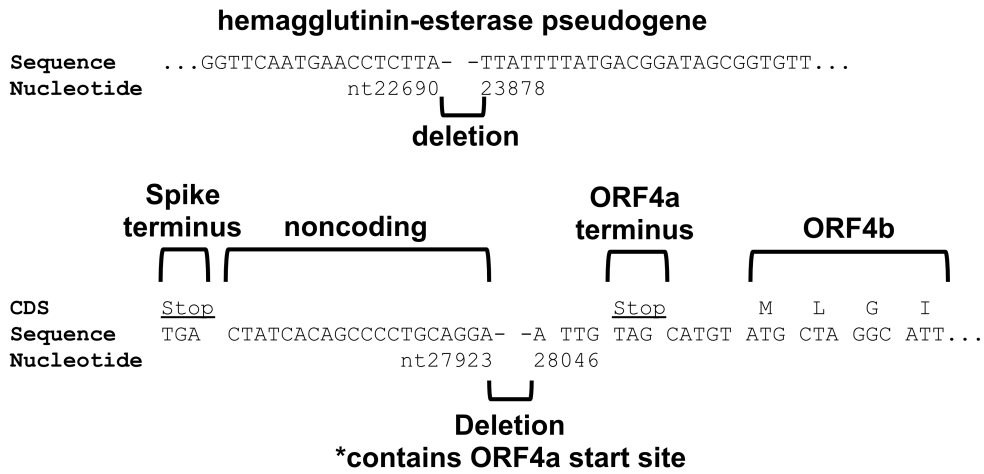 hemagglutinin-esterase pseudogene
Sequence ...GGTTCAATGAACCTCTTA- -TTATTTTATGACGGATAGCGGTGTT...
Nucleotide nt22690 23878
deletion
Spike terminus
noncoding
ORF4a terminus
ORF4b
CDS Stop Stop M L G I
Sequence TGA CTATCACAGCCCCTGCAGGA- -A TTG TAG CATGT ATG CTA GGC ATT...
Nucleotide nt27923 28046
Deletion
*contains ORF4a start site